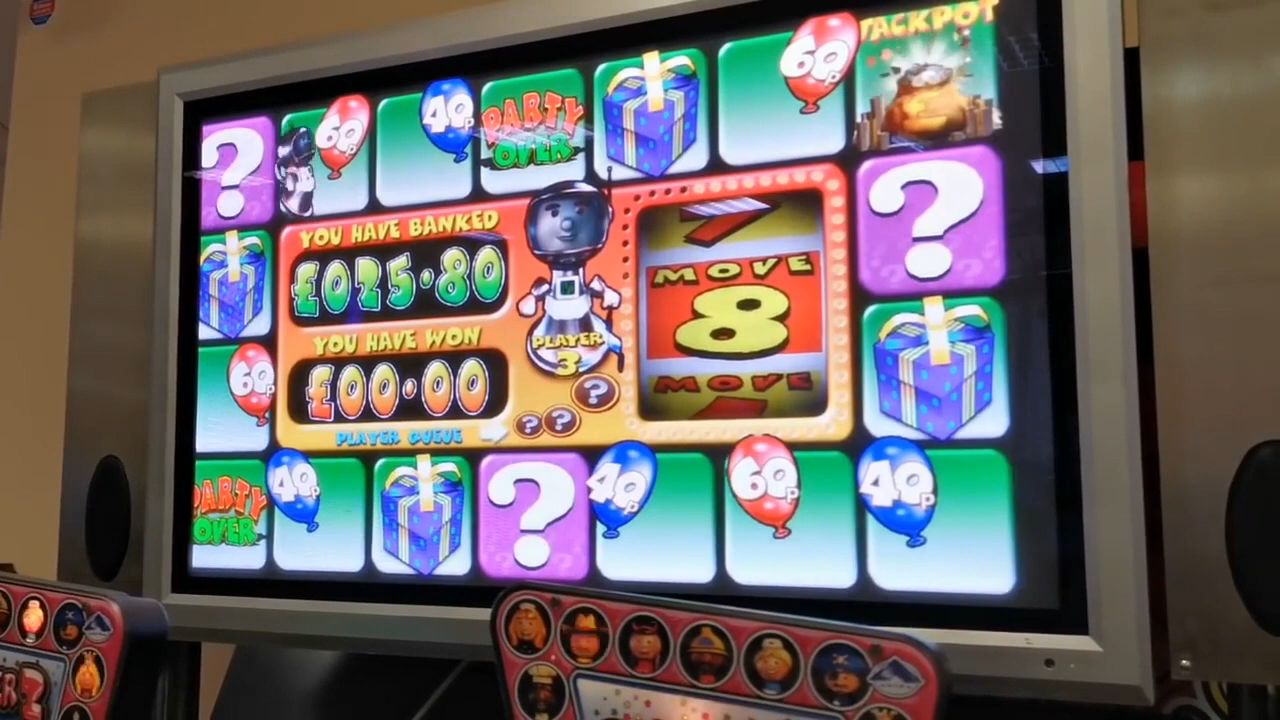 JACKPOT
?
60p
40p
PARTY
OVER
60p
?
YOU HAVE BANKED
£025.80
7
MOVE
8
MOVE
YOU HAVE WON
£00.00
PLAYER
3
PLAYER QUEUE
? ? ?
60p
PARTY
OVER
40p
?
40p
60p
40p